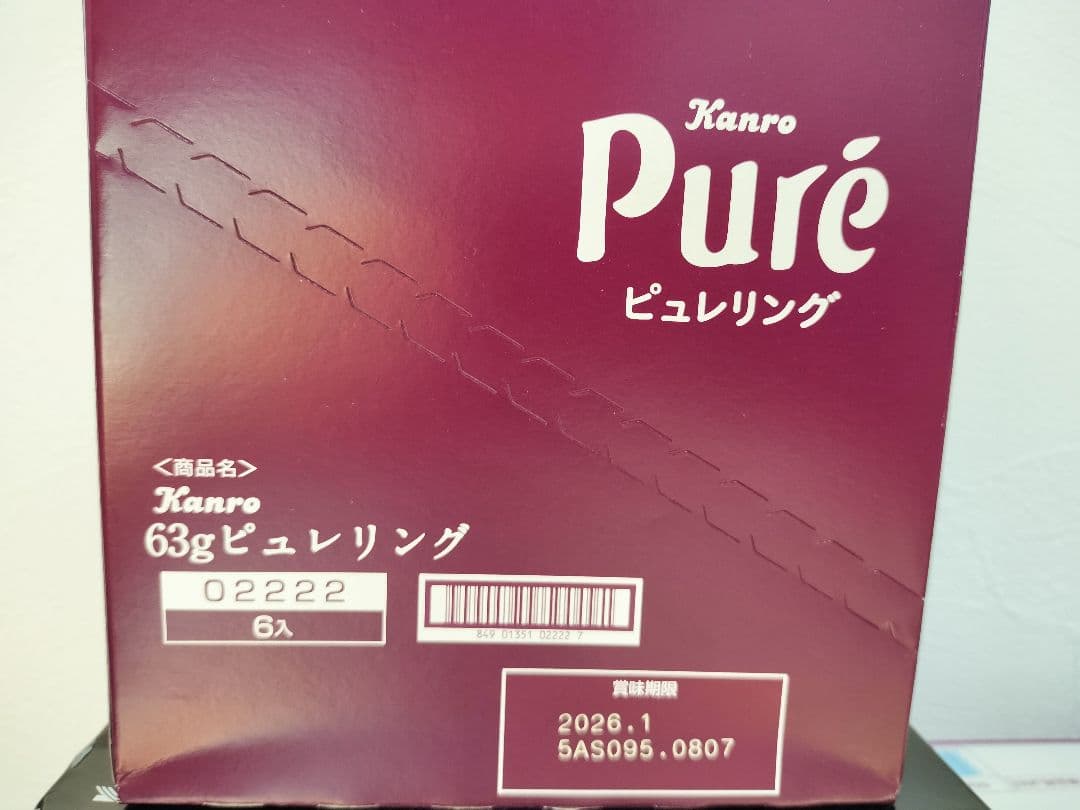 Kanro
Puré
ピュレリング
<商品名>
Kanro
63gピュレリング
02222
6入
849 01351 02222 7
賞味期限
2026.1
5AS095.0807